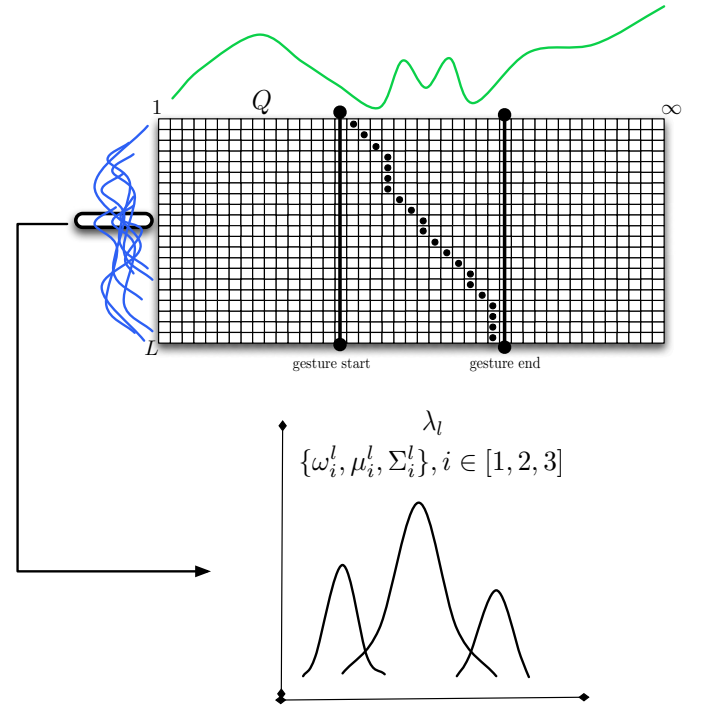 1
Q
∞
L
gesture start
gesture end
λ_l
{ω_i^l, μ_i^l, Σ_i^l}, i ∈ [1, 2, 3]